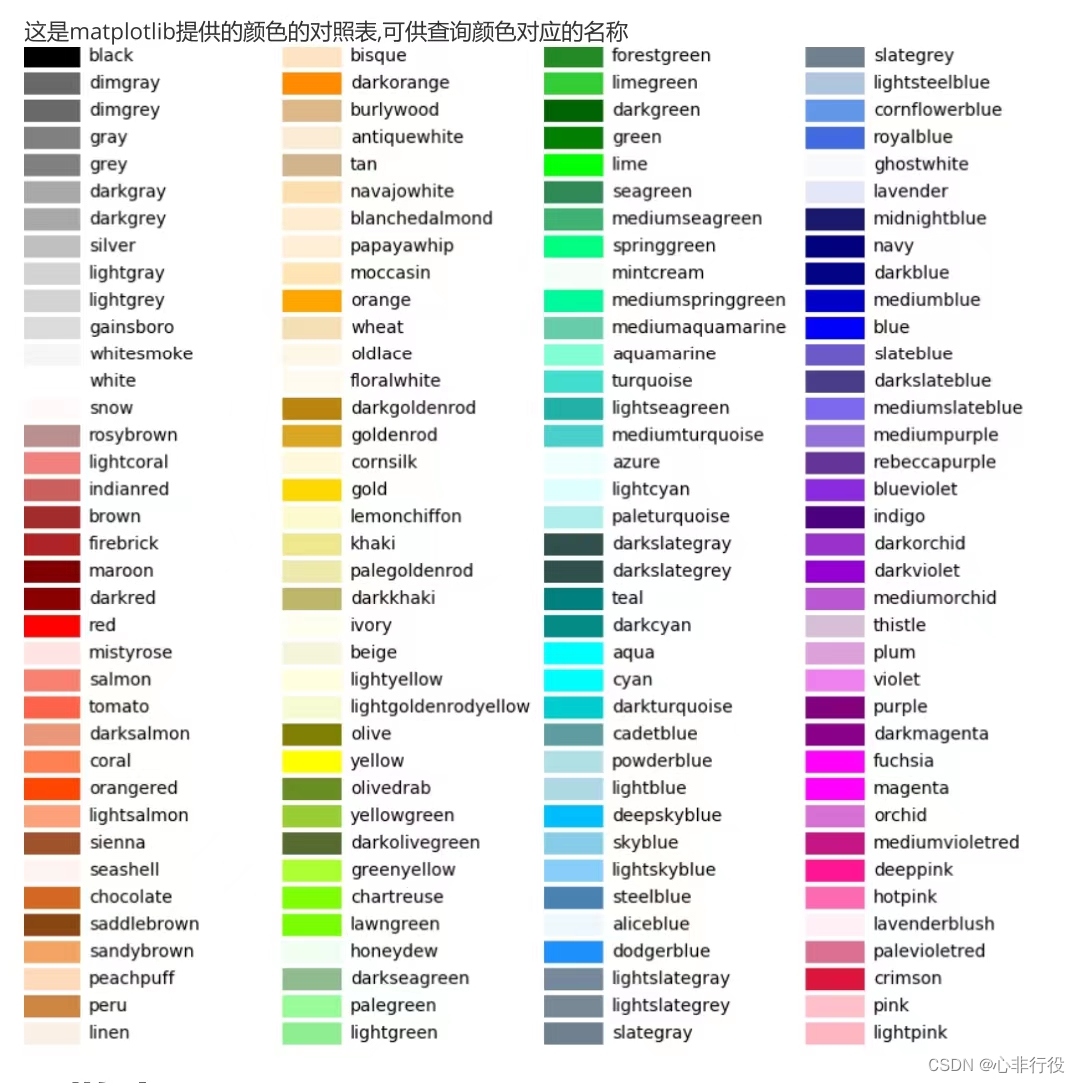 这是matplotlib提供的颜色的对照表,可供查询颜色对应的名称
black
dimgray
dimgrey
gray
grey
darkgray
darkgrey
silver
lightgray
lightgrey
gainsboro
whitesmoke
white
snow
rosybrown
lightcoral
indianred
brown
firebrick
maroon
darkred
red
mistyrose
salmon
tomato
darksalmon
coral
orangered
lightsalmon
sienna
seashell
chocolate
saddlebrown
sandybrown
peachpuff
peru
linen
bisque
darkorange
burlywood
antiquewhite
tan
navajowhite
blanchedalmond
papayawhip
moccasin
orange
wheat
oldlace
floralwhite
darkgoldenrod
goldenrod
cornsilk
gold
lemonchiffon
khaki
palegoldenrod
darkkhaki
ivory
beige
lightyellow
lightgoldenrodyellow
olive
yellow
olivedrab
yellowgreen
darkolivegreen
greenyellow
chartreuse
lawngreen
honeydew
darkseagreen
palegreen
lightgreen
forestgreen
limegreen
darkgreen
green
lime
seagreen
mediumseagreen
springgreen
mintcream
mediumspringgreen
mediumaquamarine
aquamarine
turquoise
lightseagreen
mediumturquoise
azure
lightcyan
paleturquoise
darkslategray
darkslategrey
teal
darkcyan
aqua
cyan
darkturquoise
cadetblue
powderblue
lightblue
deepskyblue
skyblue
lightskyblue
steelblue
aliceblue
dodgerblue
lightslategray
lightslategrey
slategray
slategrey
lightsteelblue
cornflowerblue
royalblue
ghostwhite
lavender
midnightblue
navy
darkblue
mediumblue
blue
slateblue
darkslateblue
mediumslateblue
mediumpurple
rebeccapurple
blueviolet
indigo
darkorchid
darkviolet
mediumorchid
thistle
plum
violet
purple
darkmagenta
fuchsia
magenta
orchid
mediumvioletred
deeppink
hotpink
lavenderblush
palevioletred
crimson
pink
lightpink
CSDN @心非行役